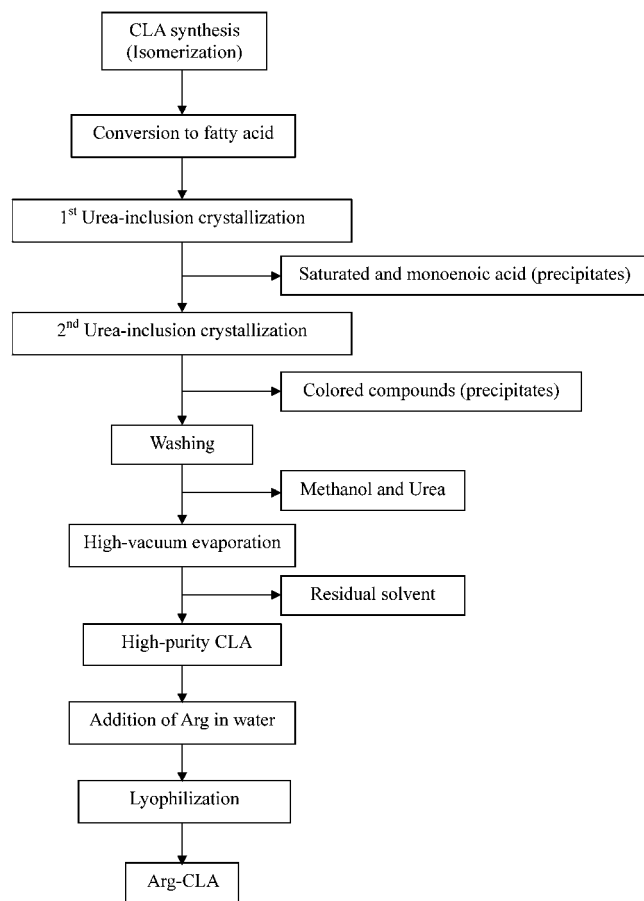 CLA synthesis
(Isomerization)
Conversion to fatty acid
1st Urea-inclusion crystallization
Saturated and monoenoic acid (precipitates)
2nd Urea-inclusion crystallization
Colored compounds (precipitates)
Washing
Methanol and Urea
High-vacuum evaporation
Residual solvent
High-purity CLA
Addition of Arg in water
Lyophilization
Arg-CLA